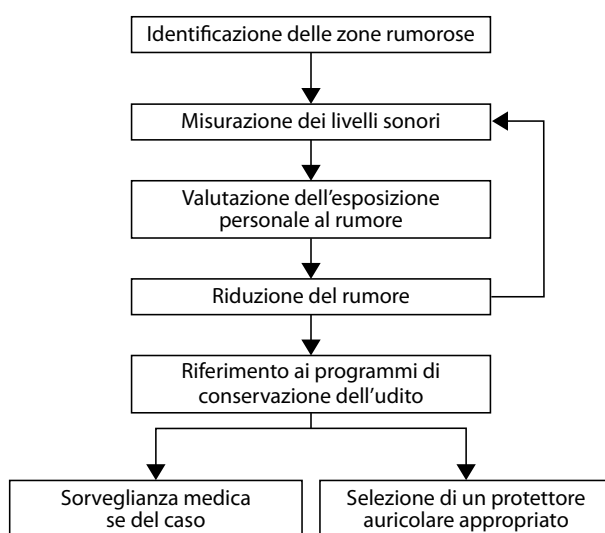 Identificazione delle zone rumorose
Misurazione dei livelli sonori
Valutazione dell'esposizione
personale al rumore
Riduzione del rumore
Riferimento ai programmi di
conservazione dell'udito
Sorveglianza medica
se del caso
Selezione di un protettore
auricolare appropriato